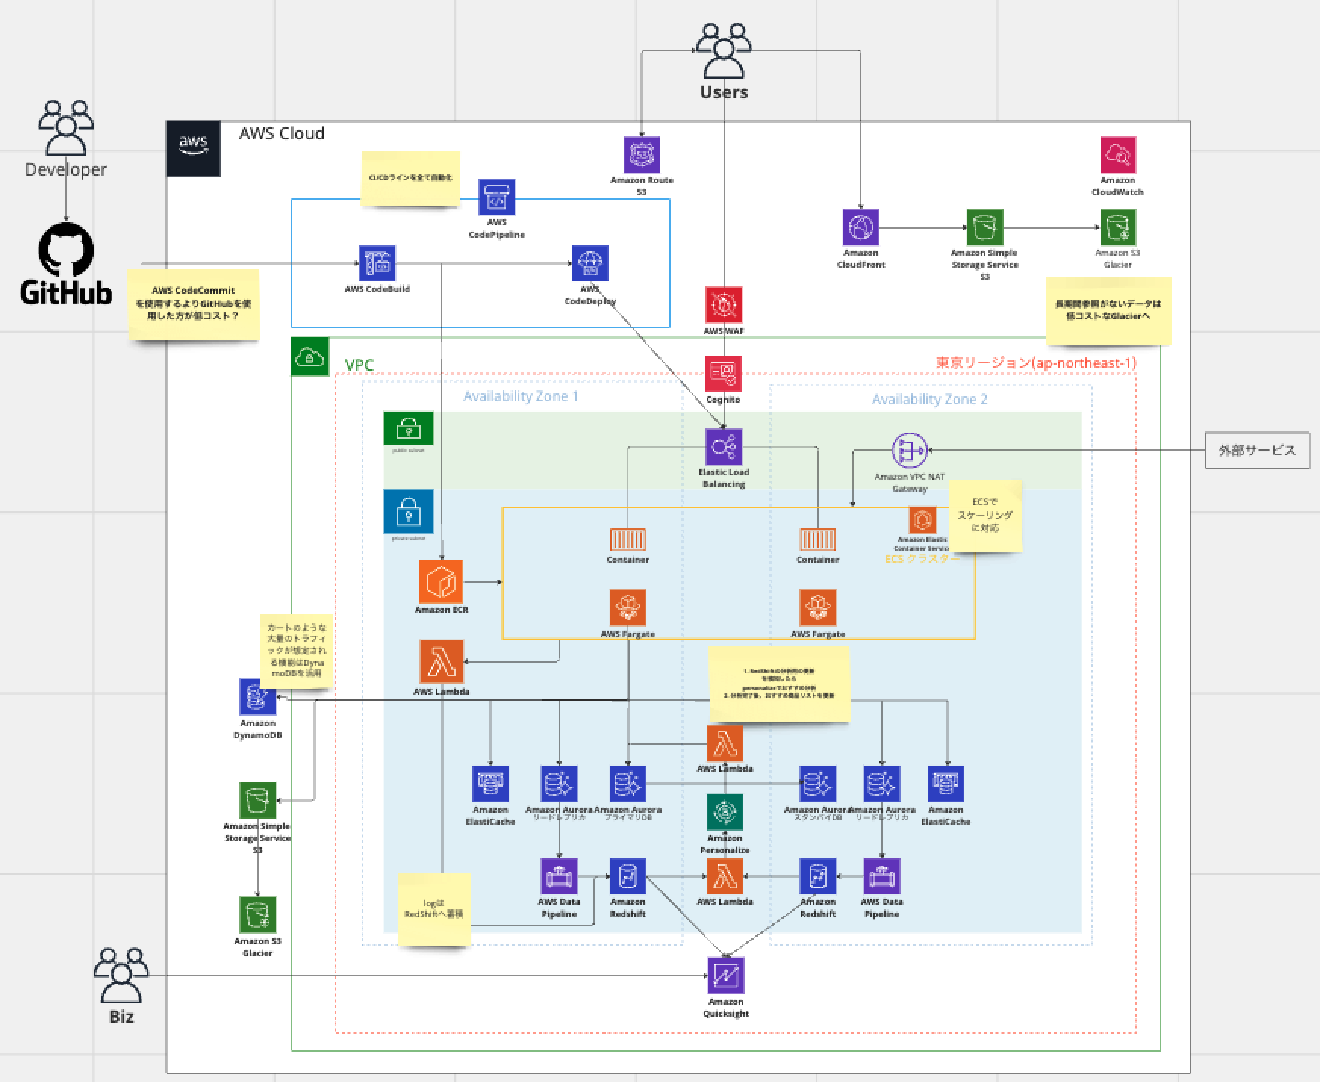 Users
Developer
GitHub
aws
AWS Cloud
AWS CodeCommit
を使用するよりGitHubを使
用した方が低コスト？
CI/CDラインを全て自動化
AWS
CodePipeline
AWS CodeBuild
AWS
CodeDeploy
Amazon Route
53
Amazon
CloudWatch
Amazon
CloudFront
Amazon Simple
Storage Service
S3
Amazon S3
Glacier
長期間参照がないデータは
低コストなGlacierへ
AWS WAF
Cognito
VPC
東京リージョン(ap-northeast-1)
Availability Zone 1
Availability Zone 2
public subnet
private subnet
Elastic Load
Balancing
Amazon VPC NAT
Gateway
外部サービス
ECSで
スケーリング
に対応
Container
Container
Amazon Elastic
Container Service
ECS クラスター
Amazon ECR
AWS Fargate
AWS Fargate
AWS Lambda
カートのような
大量のトラフィ
ックが想定され
る機能はDyna
moDBを活用
Amazon
DynamoDB
AWS Lambda
Amazon
ElastiCache
Amazon Aurora
リードレプリカ
Amazon Aurora
プライマリDB
Amazon Aurora
スタンバイDB
Amazon Aurora
リードレプリカ
Amazon
ElastiCache
Amazon
Personalize
Amazon Simple
Storage Service
S3
Amazon S3
Glacier
logは
RedShiftへ蓄積
AWS Data
Pipeline
Amazon
Redshift
AWS Lambda
Amazon
Redshift
AWS Data
Pipeline
Amazon
Quicksight
Biz